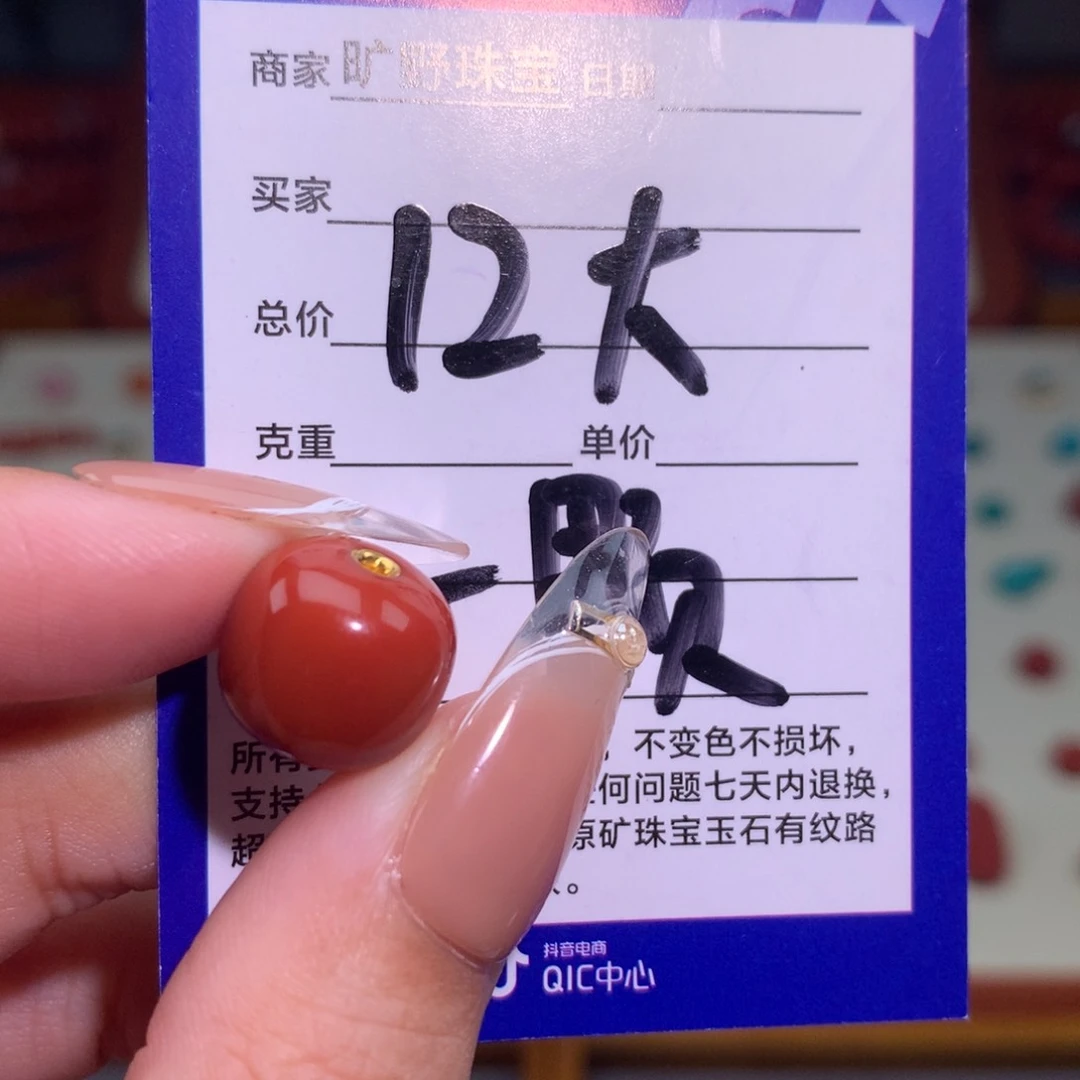 商家 旷野珠宝 日期
买家
12大
总价
克重 单价
所有 ，不变色不损坏，
支持 何问题七天内退换，
超 原矿珠宝玉石有纹路
。
抖音电商
QIC中心